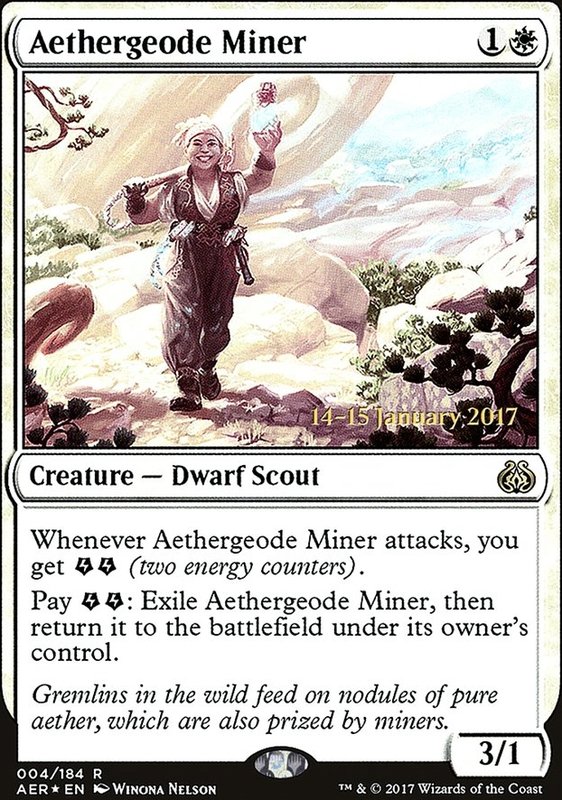 Aethergeode Miner 1
14-15 January 2017
Creature — Dwarf Scout
Whenever Aethergeode Miner attacks, you
get (two energy counters).
Pay : Exile Aethergeode Miner, then
return it to the battlefield under its owner's
control.
Gremlins in the wild feed on nodules of pure
aether, which are also prized by miners.
3/1
004/184 R
AER★EN Winona Nelson
™ & © 2017 Wizards of the Coast